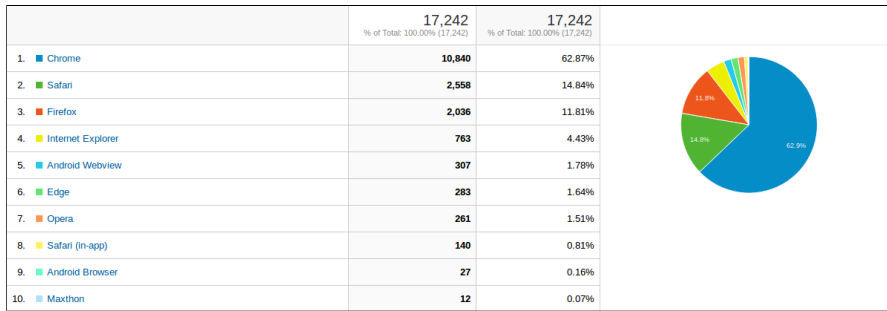 17,242 17,242
% of Total: 100.00% (17,242) % of Total: 100.00% (17,242)
1. Chrome 10,840 62.87%
2. Safari 2,558 14.84%
3. Firefox 2,036 11.81%
4. Internet Explorer 763 4.43%
5. Android Webview 307 1.78%
6. Edge 283 1.64%
7. Opera 261 1.51%
8. Safari (in-app) 140 0.81%
9. Android Browser 27 0.16%
10. Maxthon 12 0.07%
11.8%
14.8%
62.9%